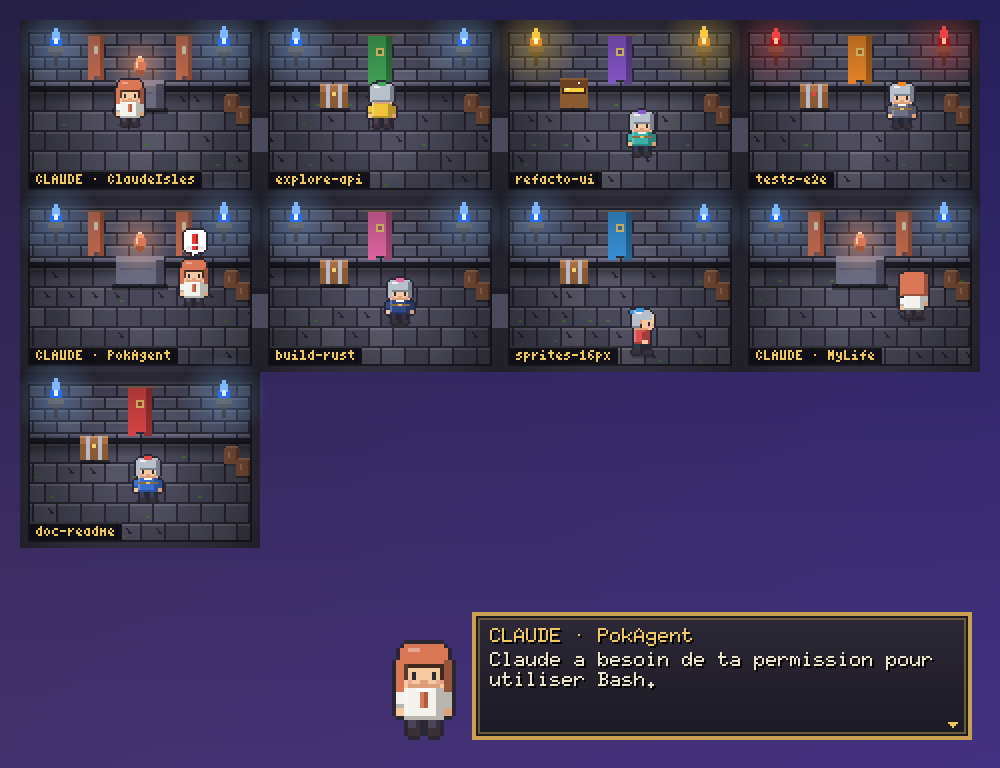 CLAUDE · ClaudeIsles
explore-api
refacto-ui
tests-e2e
!
CLAUDE · PokAgent
build-rust
sprites-16px
CLAUDE · MyLife
doc-readme
CLAUDE · PokAgent
Claude a besoin de ta permission pour
utiliser Bash.